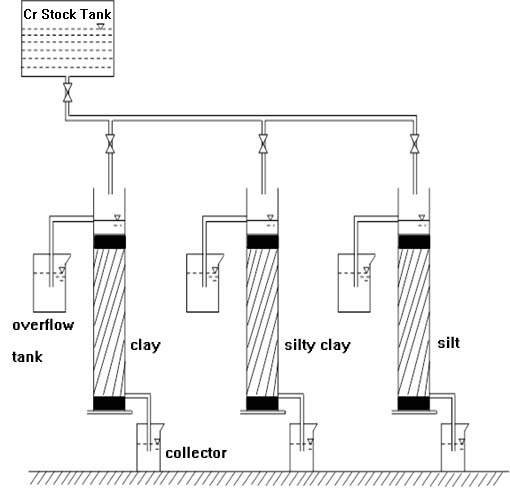 Cr Stock Tank
overflow
tank
clay
silty clay
silt
collector